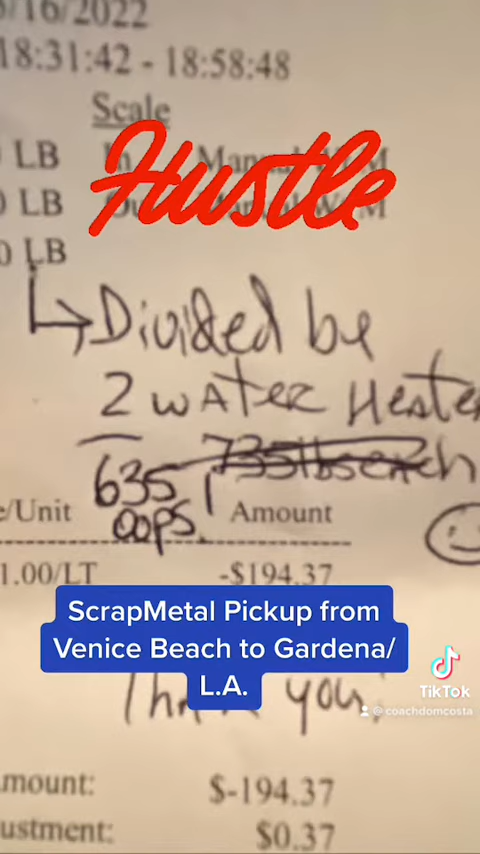 /16/2022
18:31:42 - 18:58:48
Scale
LB
Hustle
LB
LB
Divided by
2 Water Heater
735lbs each
635
oops.
e/Unit Amount
1.00/LT -$194.37
ScrapMetal Pickup from
Venice Beach to Gardena/
L.A.
Thank you!
TikTok
@coachdomcosta
mount: $-194.37
ustment: $0.37